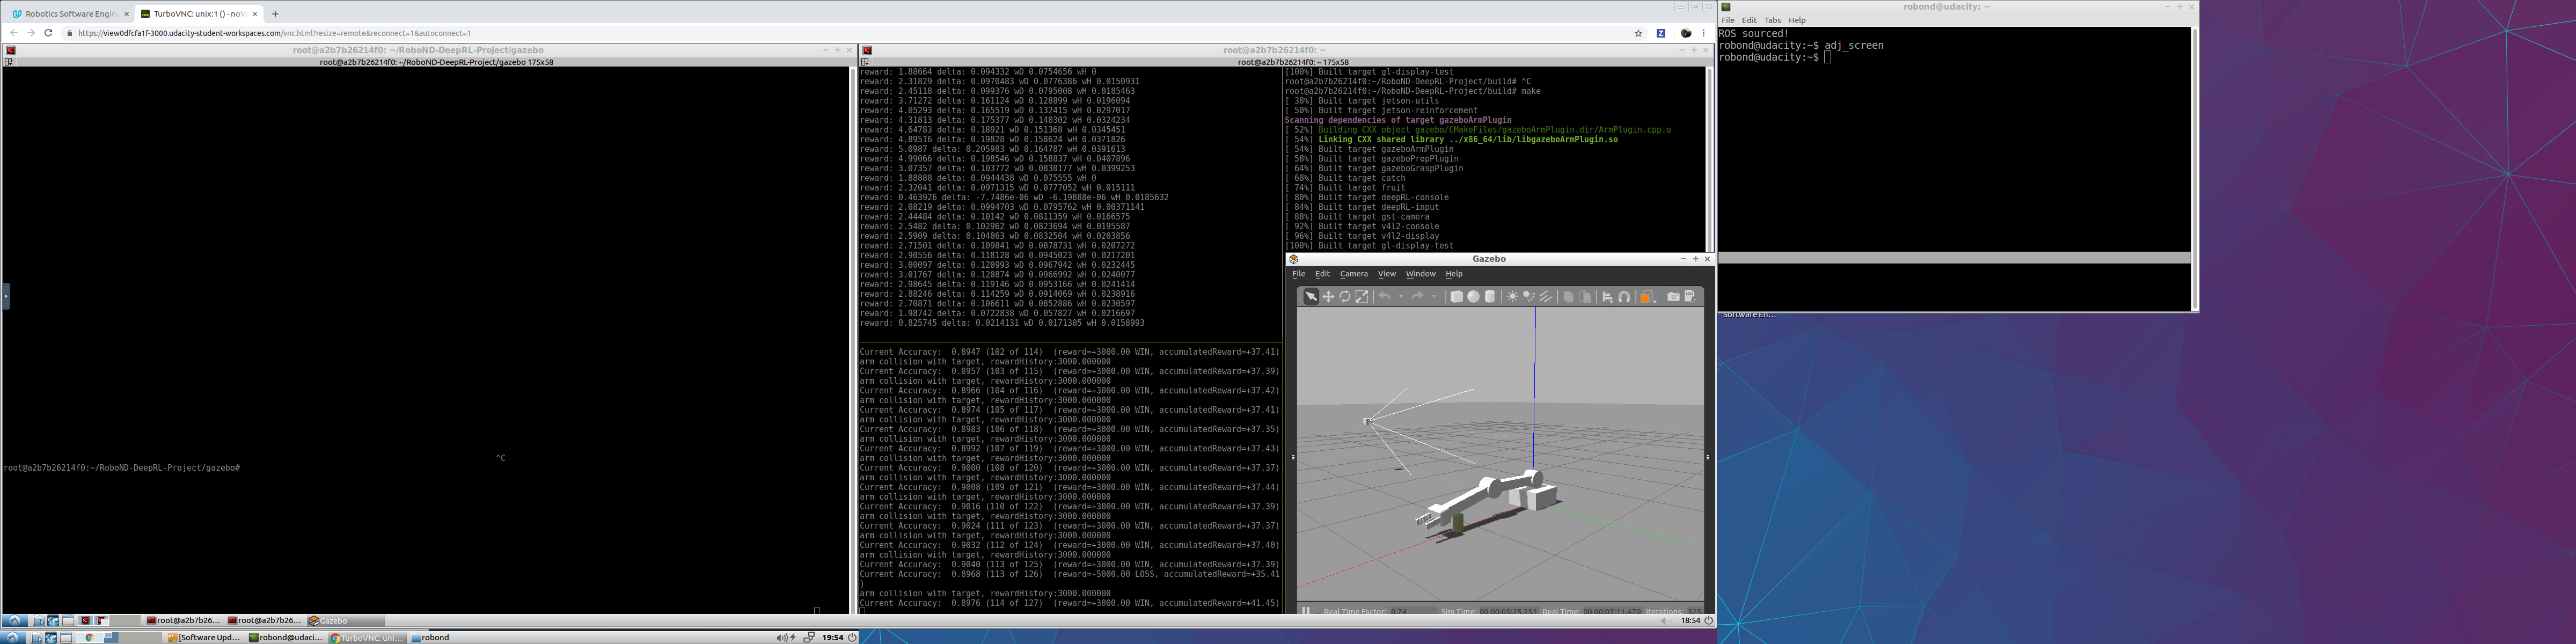 Robotics Software Engin
TurboVNC: unix:1 () - noV
https://view0dfcfa1f-3000.udacity-student-workspaces.com/vnc.html?resize=remote&reconnect=1&autoconnect=1
root@a2b7b26214f0: ~/RoboND-DeepRL-Project/gazebo
root@a2b7b26214f0: ~/RoboND-DeepRL-Project/gazebo 175x58
^C
root@a2b7b26214f0:~/RoboND-DeepRL-Project/gazebo#
root@a2b7b26214f0: ~
root@a2b7b26214f0: ~ 175x58
reward: 1.88664 delta: 0.094332 wD 0.0754656 wH 0
reward: 2.31829 delta: 0.0970483 wD 0.0776386 wH 0.0150931
reward: 2.45118 delta: 0.099376 wD 0.0795008 wH 0.0185463
reward: 3.71272 delta: 0.161124 wD 0.128899 wH 0.0196094
reward: 4.05293 delta: 0.165519 wD 0.132415 wH 0.0297017
reward: 4.31813 delta: 0.175377 wD 0.140302 wH 0.0324234
reward: 4.64783 delta: 0.18921 wD 0.151368 wH 0.0345451
reward: 4.89516 delta: 0.19828 wD 0.158624 wH 0.0371826
reward: 5.0987 delta: 0.205983 wD 0.164787 wH 0.0391613
reward: 4.99066 delta: 0.198546 wD 0.158837 wH 0.0407896
reward: 3.07357 delta: 0.103772 wD 0.0830177 wH 0.0399253
reward: 1.88888 delta: 0.0944438 wD 0.075555 wH 0
reward: 2.32041 delta: 0.0971315 wD 0.0777052 wH 0.015111
reward: 0.463926 delta: -7.7486e-06 wD -6.19888e-06 wH 0.0185632
reward: 2.08219 delta: 0.0994703 wD 0.0795762 wH 0.00371141
reward: 2.44484 delta: 0.10142 wD 0.0811359 wH 0.0166575
reward: 2.5482 delta: 0.102962 wD 0.0823694 wH 0.0195587
reward: 2.5909 delta: 0.104063 wD 0.0832504 wH 0.0203856
reward: 2.71501 delta: 0.109841 wD 0.0878731 wH 0.0207272
reward: 2.90556 delta: 0.118128 wD 0.0945023 wH 0.0217201
reward: 3.00097 delta: 0.120993 wD 0.0967942 wH 0.0232445
reward: 3.01767 delta: 0.120874 wD 0.0966992 wH 0.0240077
reward: 2.98645 delta: 0.119146 wD 0.0953166 wH 0.0241414
reward: 2.88246 delta: 0.114259 wD 0.0914069 wH 0.0238916
reward: 2.70871 delta: 0.106611 wD 0.0852886 wH 0.0230597
reward: 1.98742 delta: 0.0722838 wD 0.057827 wH 0.0216697
reward: 0.825745 delta: 0.0214131 wD 0.0171305 wH 0.0158993
Current Accuracy:  0.8947 (102 of 114)  (reward=+3000.00 WIN, accumulatedReward=+37.41)
arm collision with target, rewardHistory:3000.000000
Current Accuracy:  0.8957 (103 of 115)  (reward=+3000.00 WIN, accumulatedReward=+37.39)
arm collision with target, rewardHistory:3000.000000
Current Accuracy:  0.8966 (104 of 116)  (reward=+3000.00 WIN, accumulatedReward=+37.42)
arm collision with target, rewardHistory:3000.000000
Current Accuracy:  0.8974 (105 of 117)  (reward=+3000.00 WIN, accumulatedReward=+37.41)
arm collision with target, rewardHistory:3000.000000
Current Accuracy:  0.8983 (106 of 118)  (reward=+3000.00 WIN, accumulatedReward=+37.35)
arm collision with target, rewardHistory:3000.000000
Current Accuracy:  0.8992 (107 of 119)  (reward=+3000.00 WIN, accumulatedReward=+37.43)
arm collision with target, rewardHistory:3000.000000
Current Accuracy:  0.9000 (108 of 120)  (reward=+3000.00 WIN, accumulatedReward=+37.37)
arm collision with target, rewardHistory:3000.000000
Current Accuracy:  0.9008 (109 of 121)  (reward=+3000.00 WIN, accumulatedReward=+37.44)
arm collision with target, rewardHistory:3000.000000
Current Accuracy:  0.9016 (110 of 122)  (reward=+3000.00 WIN, accumulatedReward=+37.39)
arm collision with target, rewardHistory:3000.000000
Current Accuracy:  0.9024 (111 of 123)  (reward=+3000.00 WIN, accumulatedReward=+37.37)
arm collision with target, rewardHistory:3000.000000
Current Accuracy:  0.9032 (112 of 124)  (reward=+3000.00 WIN, accumulatedReward=+37.40)
arm collision with target, rewardHistory:3000.000000
Current Accuracy:  0.9040 (113 of 125)  (reward=+3000.00 WIN, accumulatedReward=+37.39)
Current Accuracy:  0.8968 (113 of 126)  (reward=-5000.00 LOSS, accumulatedReward=+35.41
)
arm collision with target, rewardHistory:3000.000000
Current Accuracy:  0.8976 (114 of 127)  (reward=+3000.00 WIN, accumulatedReward=+41.45)
[100%] Built target gl-display-test
root@a2b7b26214f0:~/RoboND-DeepRL-Project/build# ^C
root@a2b7b26214f0:~/RoboND-DeepRL-Project/build# make
[ 38%] Built target jetson-utils
[ 50%] Built target jetson-reinforcement
Scanning dependencies of target gazeboArmPlugin
[ 52%] Building CXX object gazebo/CMakeFiles/gazeboArmPlugin.dir/ArmPlugin.cpp.o
[ 54%] Linking CXX shared library ../x86_64/lib/libgazeboArmPlugin.so
[ 54%] Built target gazeboArmPlugin
[ 58%] Built target gazeboPropPlugin
[ 64%] Built target gazeboGraspPlugin
[ 68%] Built target catch
[ 74%] Built target fruit
[ 80%] Built target deepRL-console
[ 84%] Built target deepRL-input
[ 88%] Built target gst-camera
[ 92%] Built target v4l2-console
[ 96%] Built target v4l2-display
[100%] Built target gl-display-test
Gazebo
File Edit Camera View Window Help
Real Time Factor: 0.74 Sim Time: 00 00:05:25.251 Real Time: 00 00:07:11.470 Iterations:
robond@udacity: ~
File Edit Tabs Help
ROS sourced!
robond@udacity:~$ adj_screen
robond@udacity:~$
Software En...
root@a2b7b26... root@a2b7b26... Gazebo 18:54
[Software Upd... robond@udaci... TurboVNC: uni... robond 19:54